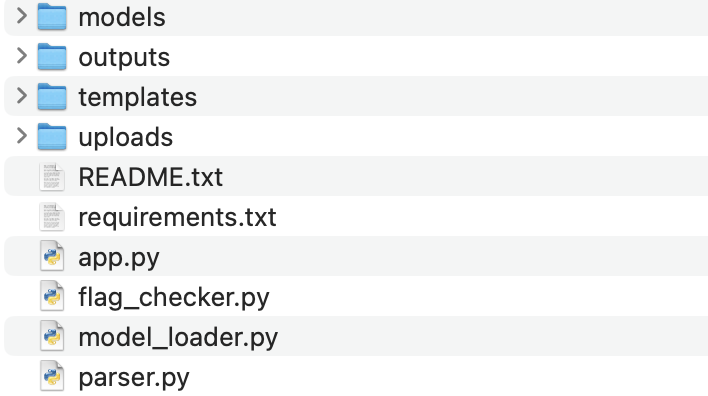 models
outputs
templates
uploads
README.txt
requirements.txt
app.py
flag_checker.py
model_loader.py
parser.py